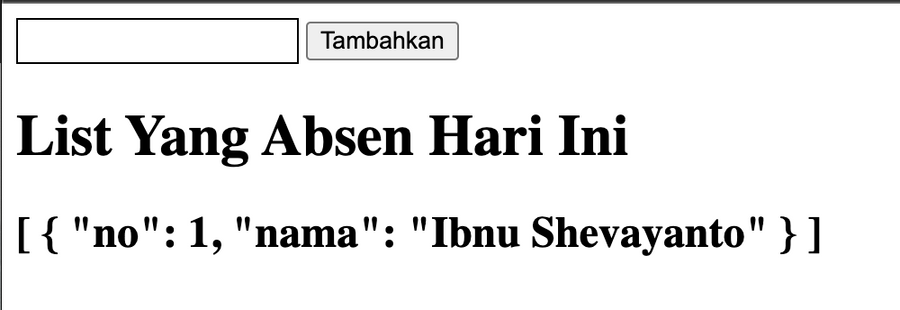 Tambahkan
List Yang Absen Hari Ini
[ { "no": 1, "nama": "Ibnu Shevayanto" } ]